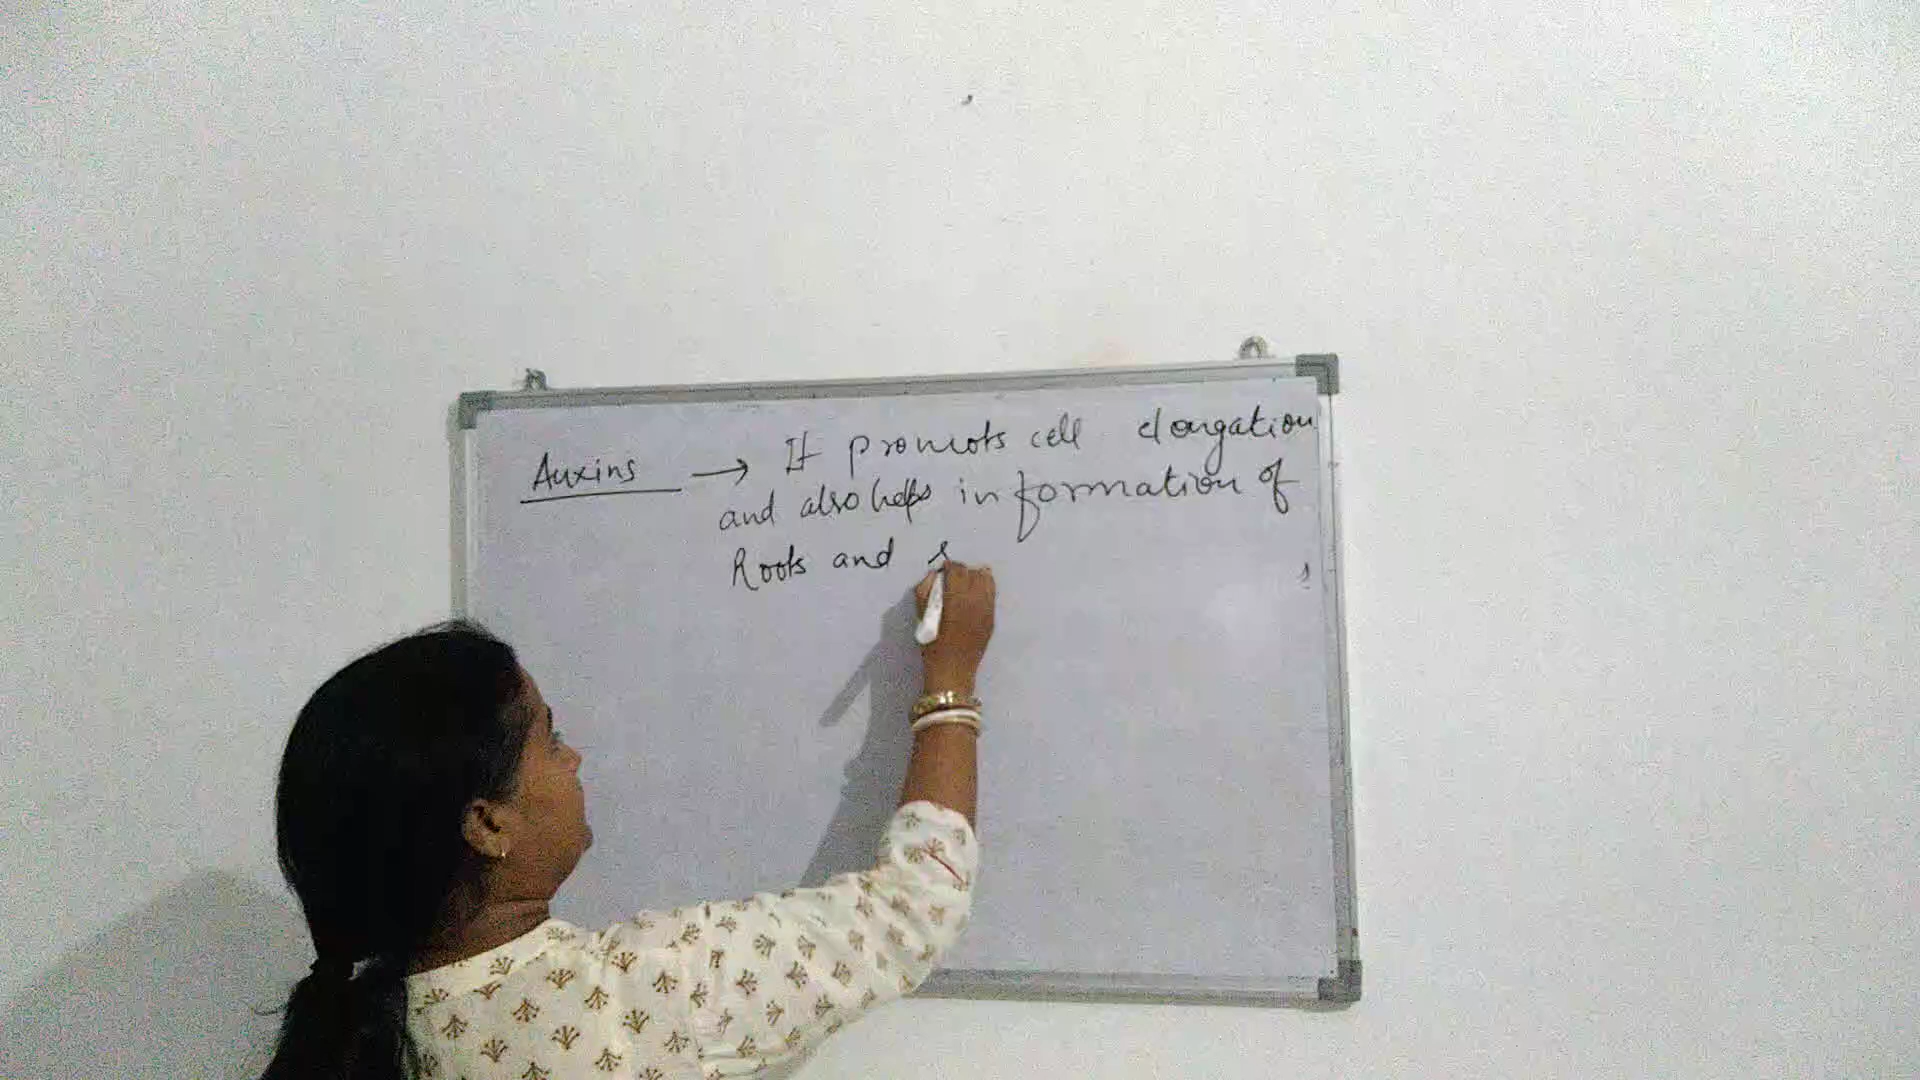 Auxins → It promots cell elongation
and also helps in formation of
Roots and s